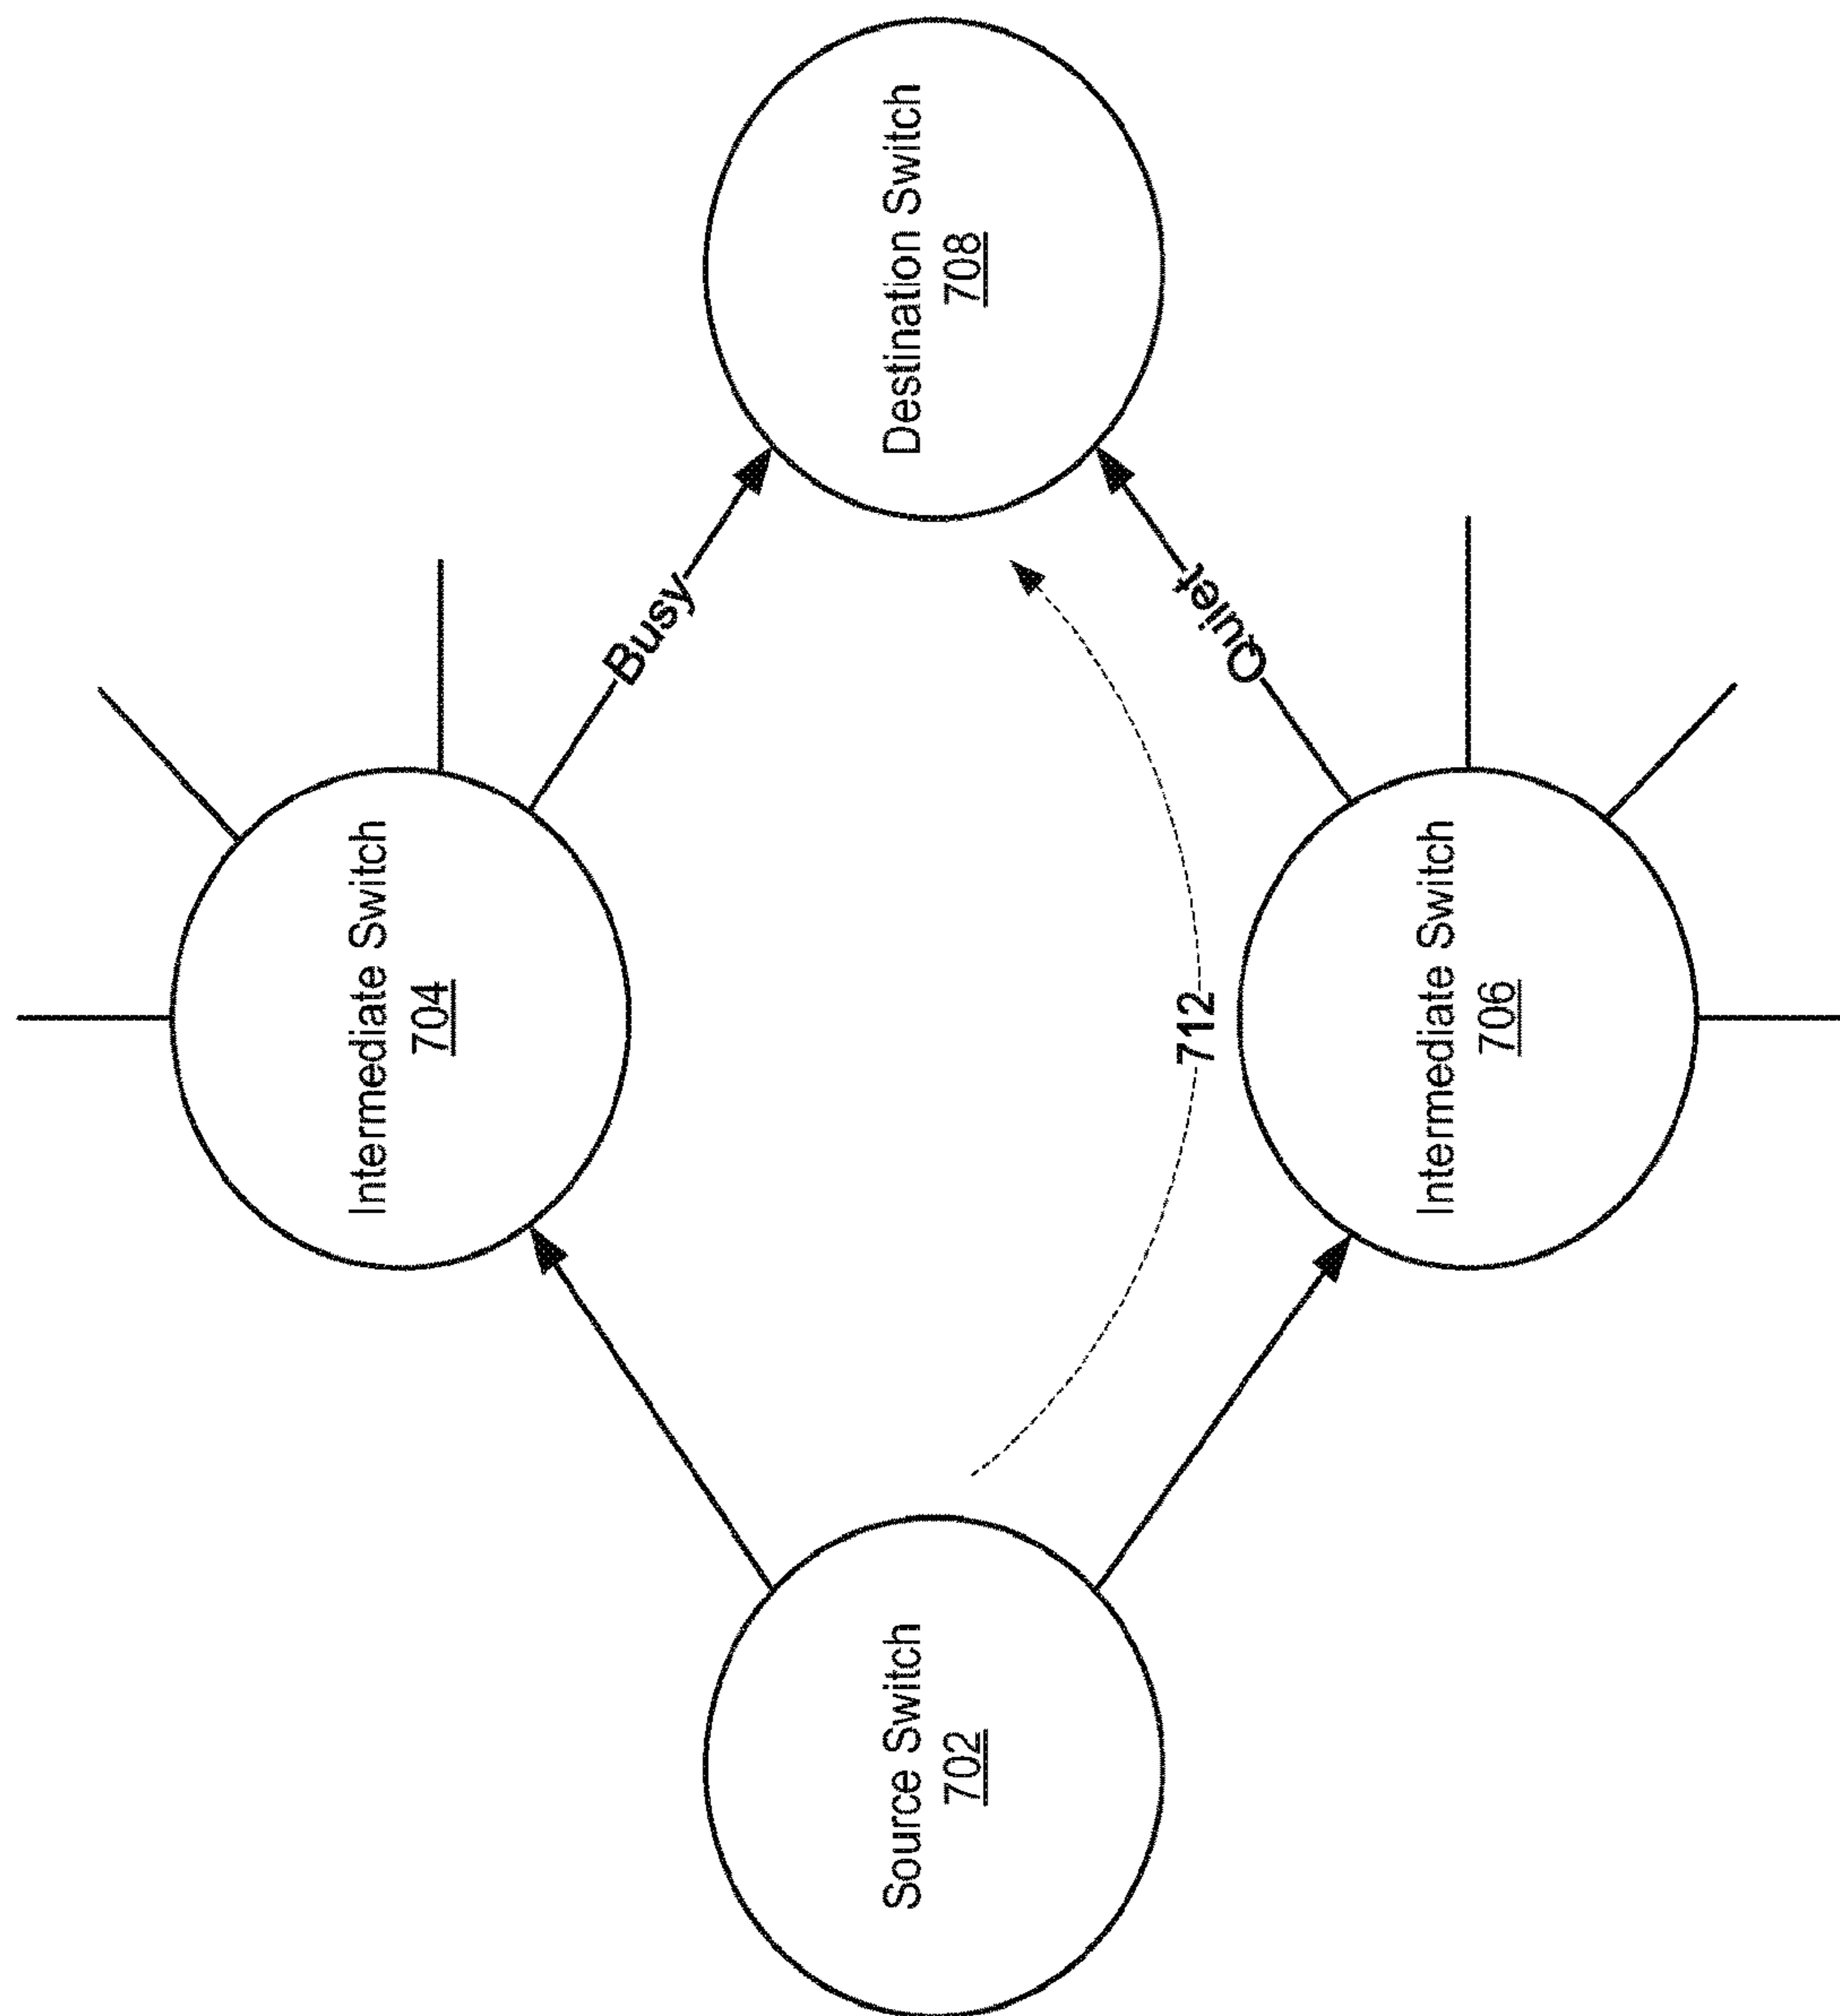 Source Switch
702
Intermediate Switch
704
Busy
712
Intermediate Switch
706
Quiet
Destination Switch
708